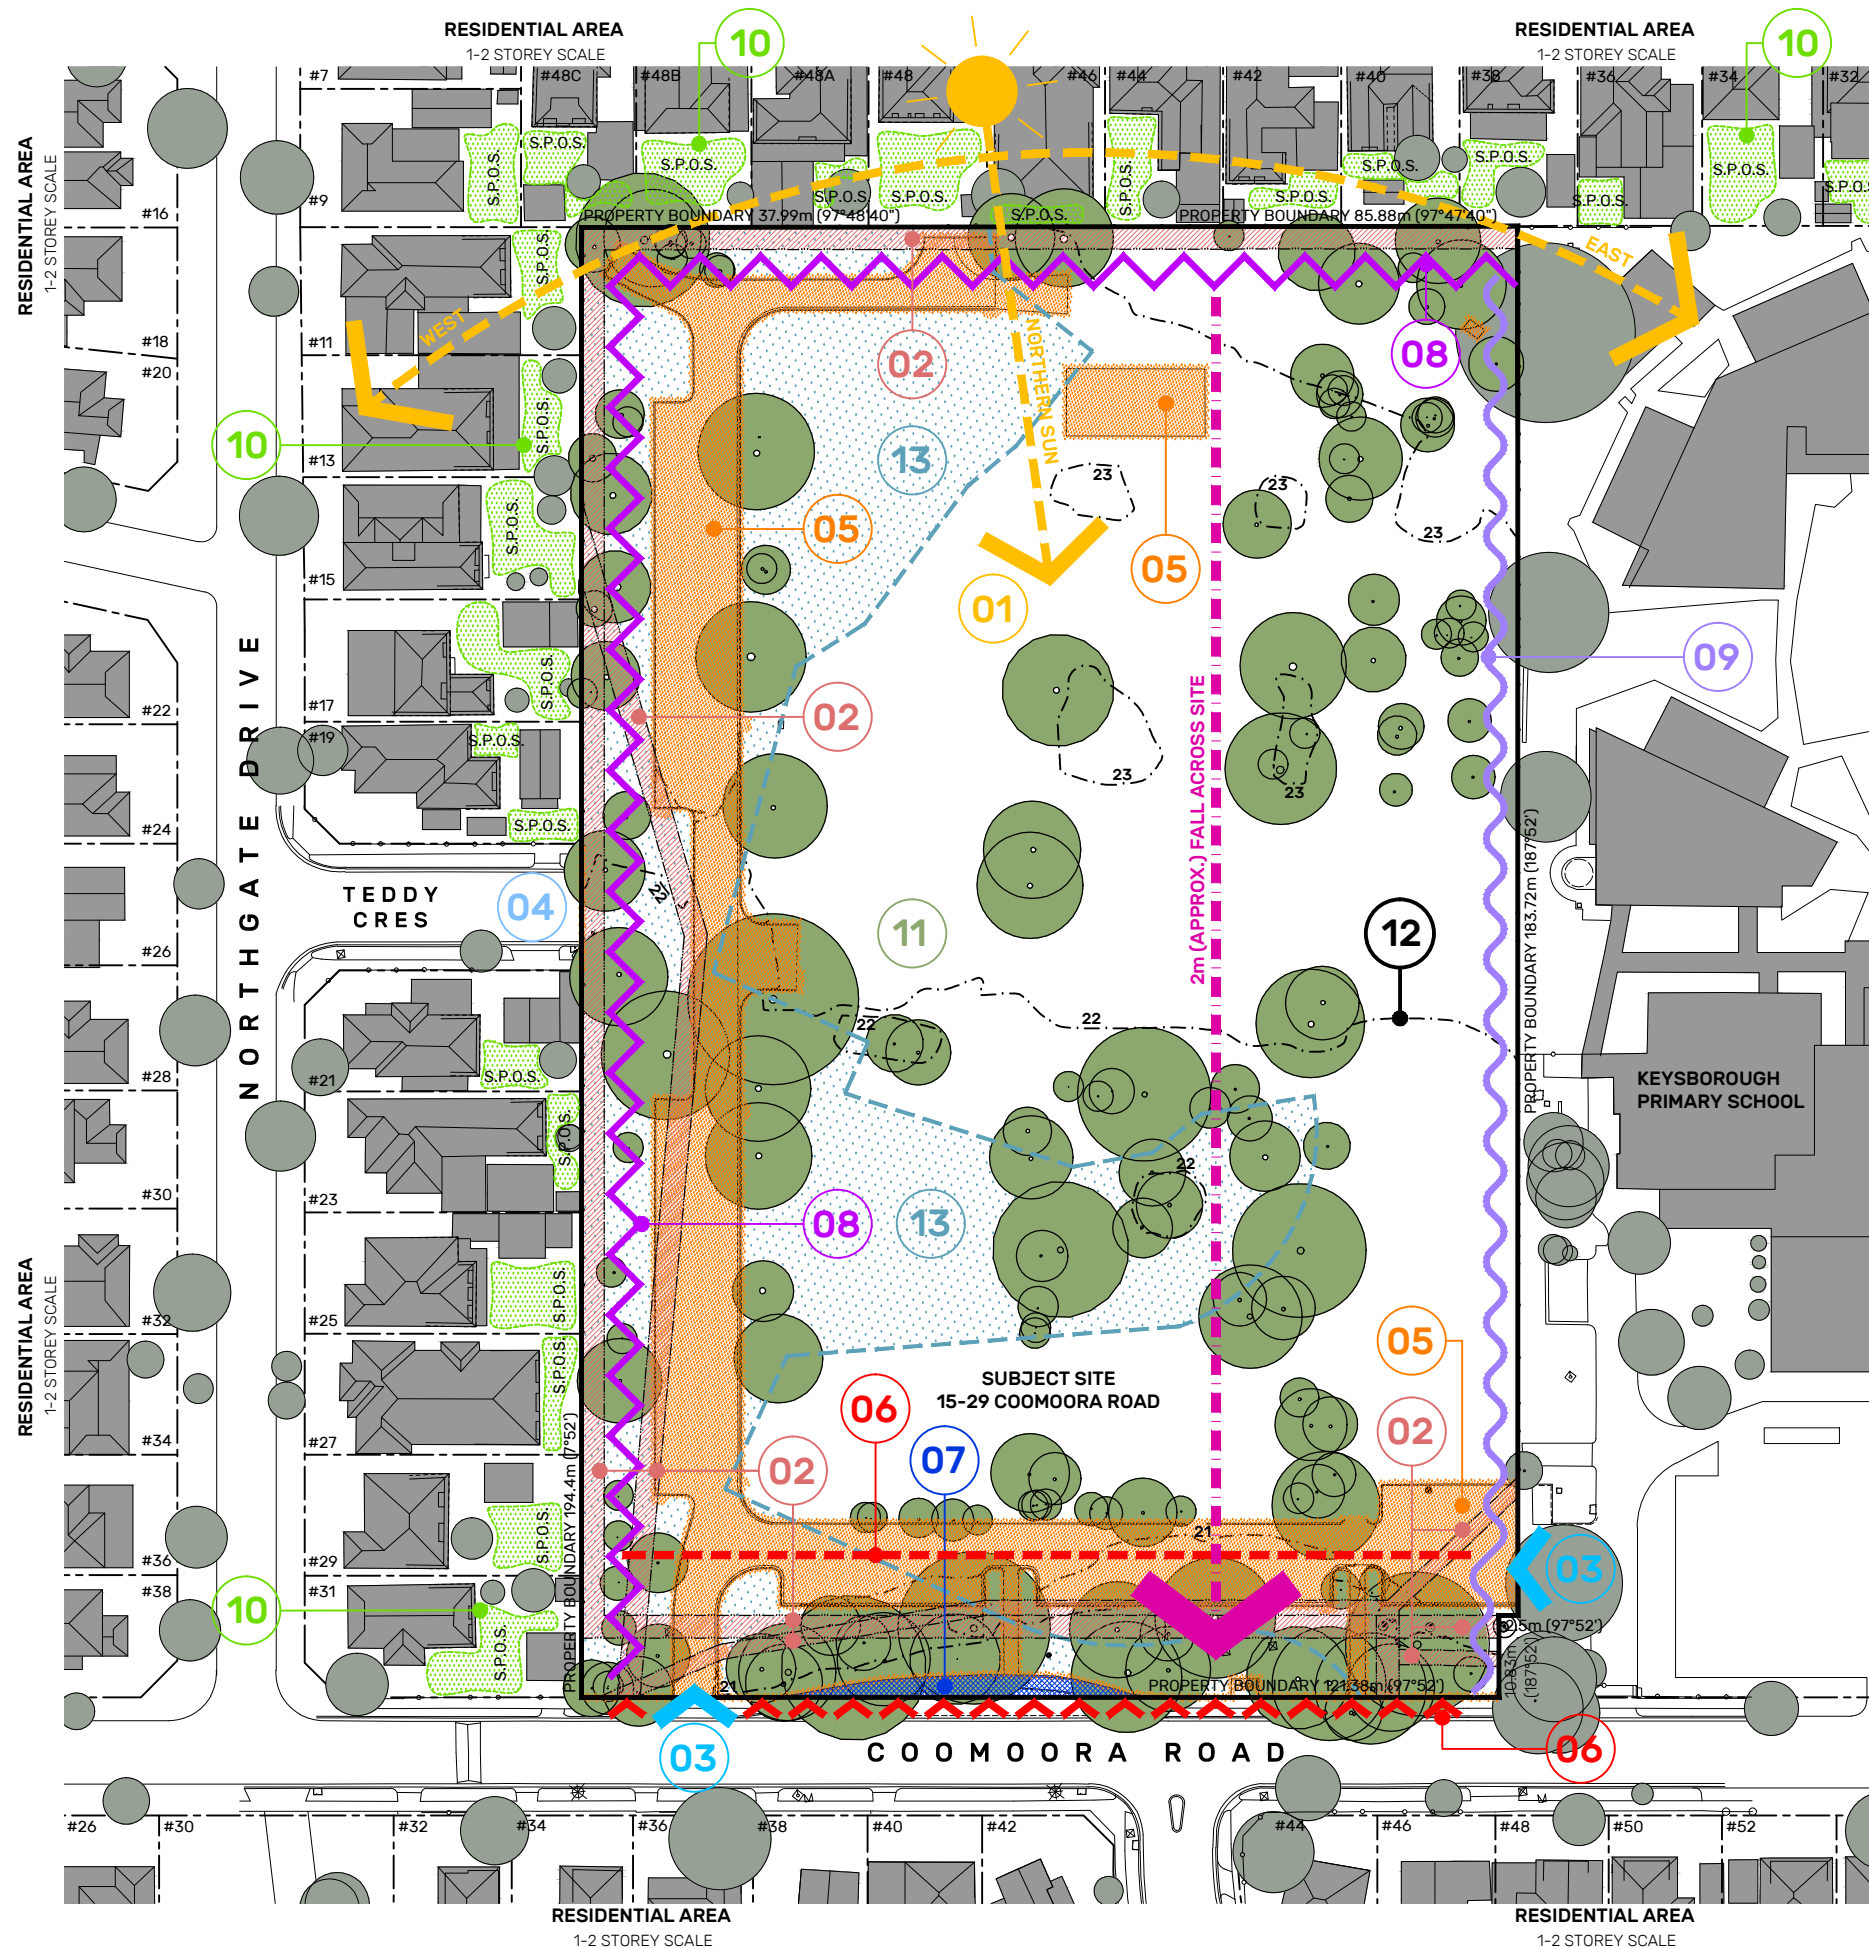 RESIDENTIAL AREA
1-2 STOREY SCALE
10
RESIDENTIAL AREA
1-2 STOREY SCALE
10
#7
#48C
#48B
#48A
#48
#46
#44
#42
#40
#38
#36
#34
#32
RESIDENTIAL AREA
1-2 STOREY SCALE
S.P.O.S.
S.P.O.S.
S.P.O.S.
S.P.O.S.
S.P.O.S.
S.P.O.S.
S.P.O.S.
S.P.O.S.
S.P.O.S.
S.P.O.S.
S.P.O.S.
S.P.O.S.
S.P.O.S.
#16
#9
PROPERTY BOUNDARY 37.99m (97°48'40")
PROPERTY BOUNDARY 85.88m (97°47'40")
S.P.O.S.
EAST
WEST
NORTHERN SUN
#18
#11
#20
02
08
10
S.P.O.S.
#13
13
23
23
23
05
05
01
S.P.O.S.
#15
#22
#17
S.P.O.S.
02
09
#19
S.P.O.S.
23
23
2m (APPROX.) FALL ACROSS SITE
NORTHGATE DRIVE
#24
S.P.O.S.
TEDDY
CRES
04
22
11
12
PROPERTY BOUNDARY 183.72m (187°52')
#26
22
22
#28
#21
S.P.O.S.
KEYSBOROUGH
PRIMARY SCHOOL
S.P.O.S.
22
#30
#23
08
13
RESIDENTIAL AREA
1-2 STOREY SCALE
#32
#25
S.P.O.S.
05
S.P.O.S.
SUBJECT SITE
15-29 COOMOORA ROAD
06
02
#34
#27
07
02
PROPERTY BOUNDARY 194.4m (7°52')
S.P.O.S.
21
#36
#29
03
#38
#31
10
S.P.O.S.
10.83m
(187°52')
21
PROPERTY BOUNDARY 121.38m (97°52')
03
COOMOORA ROAD
06
#26
#30
#32
#34
#36
#38
#40
#42
#44
#46
#48
#50
#52
RESIDENTIAL AREA
1-2 STOREY SCALE
RESIDENTIAL AREA
1-2 STOREY SCALE